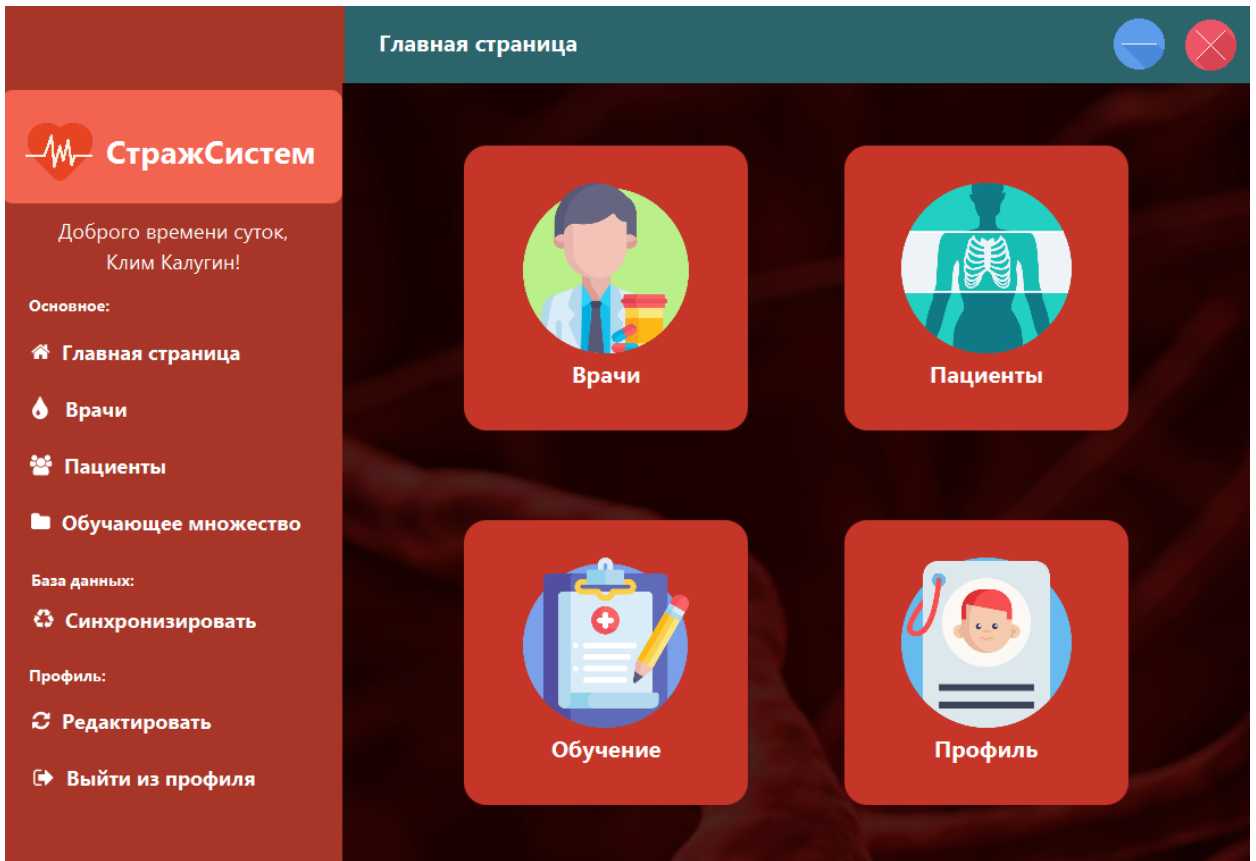 Главная страница
СтражСистем
Доброго времени суток,
Клим Калугин!
Основное:
Главная страница
Врачи
Пациенты
Обучающее множество
База данных:
Синхронизировать
Профиль:
Редактировать
Выйти из профиля
Врачи
Пациенты
Обучение
Профиль